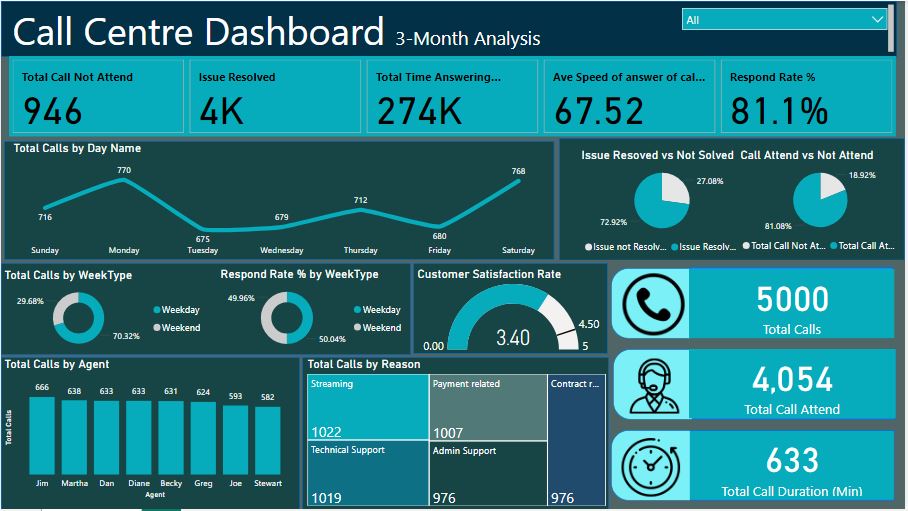 Call Centre Dashboard 3-Month Analysis
All
Total Call Not Attend
946
Issue Resolved
4K
Total Time Answering...
274K
Ave Speed of answer of cal...
67.52
Respond Rate %
81.1%
Total Calls by Day Name
716
770
675
679
712
680
768
Sunday
Monday
Tuesday
Wednesday
Thursday
Friday
Saturday
Issue Resoved vs Not Solved
27.08%
72.92%
Issue not Resolv...
Issue Resolv...
Call Attend vs Not Attend
18.92%
81.08%
Total Call Not At...
Total Call At...
Total Calls by WeekType
29.68%
70.32%
Weekday
Weekend
Respond Rate % by WeekType
49.96%
50.04%
Weekday
Weekend
Customer Satisfaction Rate
0.00
3.40
4.50
5
5000
Total Calls
4,054
Total Call Attend
633
Total Call Duration (Min)
Total Calls by Agent
Total Calls
666
638
633
633
631
624
593
582
Jim
Martha
Dan
Diane
Becky
Greg
Joe
Stewart
Agent
Total Calls by Reason
Streaming
1022
Payment related
1007
Contract r...
976
Technical Support
1019
Admin Support
976